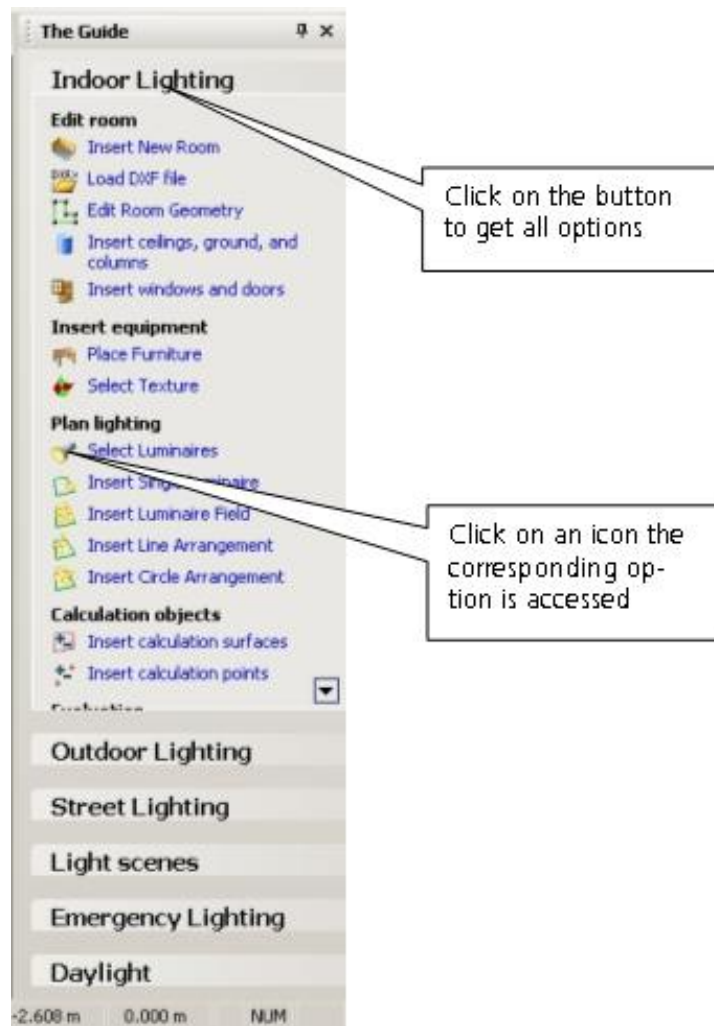 The Guide
Indoor Lighting
Edit room
Insert New Room
Load DXF file
Edit Room Geometry
Insert ceilings, ground, and
columns
Insert windows and doors
Insert equipment
Place Furniture
Select Texture
Plan lighting
Select Luminaires
Insert Single Luminaire
Insert Luminaire Field
Insert Line Arrangement
Insert Circle Arrangement
Calculation objects
Insert calculation surfaces
Insert calculation points
Evaluation
Outdoor Lighting
Street Lighting
Light scenes
Emergency Lighting
Daylight
-2.608 m 0.000 m NUM
Click on the button
to get all options
Click on an icon the
corresponding op-
tion is accessed